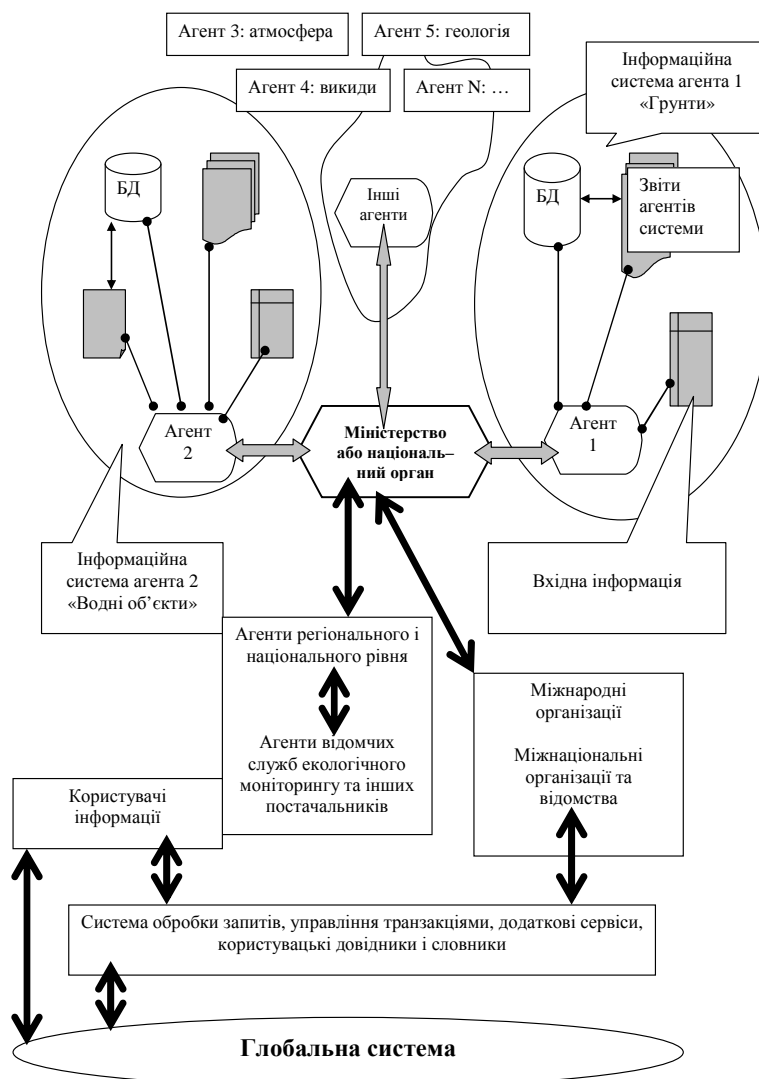 Агент 3: атмосфера
Агент 5: геологія
Агент 4: викиди
Агент N: …
Інформаційна
система агента 1
«Грунти»
БД
Інші
агенти
БД
Звіти
агентів
системи
Агент
2
Міністерство
або національ–
ний орган
Агент
1
Інформаційна
система агента 2
«Водні об’єкти»
Вхідна інформація
Агенти регіонального і
національного рівня
Агенти відомчих
служб екологічного
моніторингу та інших
постачальників
Міжнародні
організації
Міжнаціональні
організації та
відомства
Користувачі
інформації
Система обробки запитів, управління транзакціями, додаткові сервіси,
користувацькі довідники і словники
Глобальна система